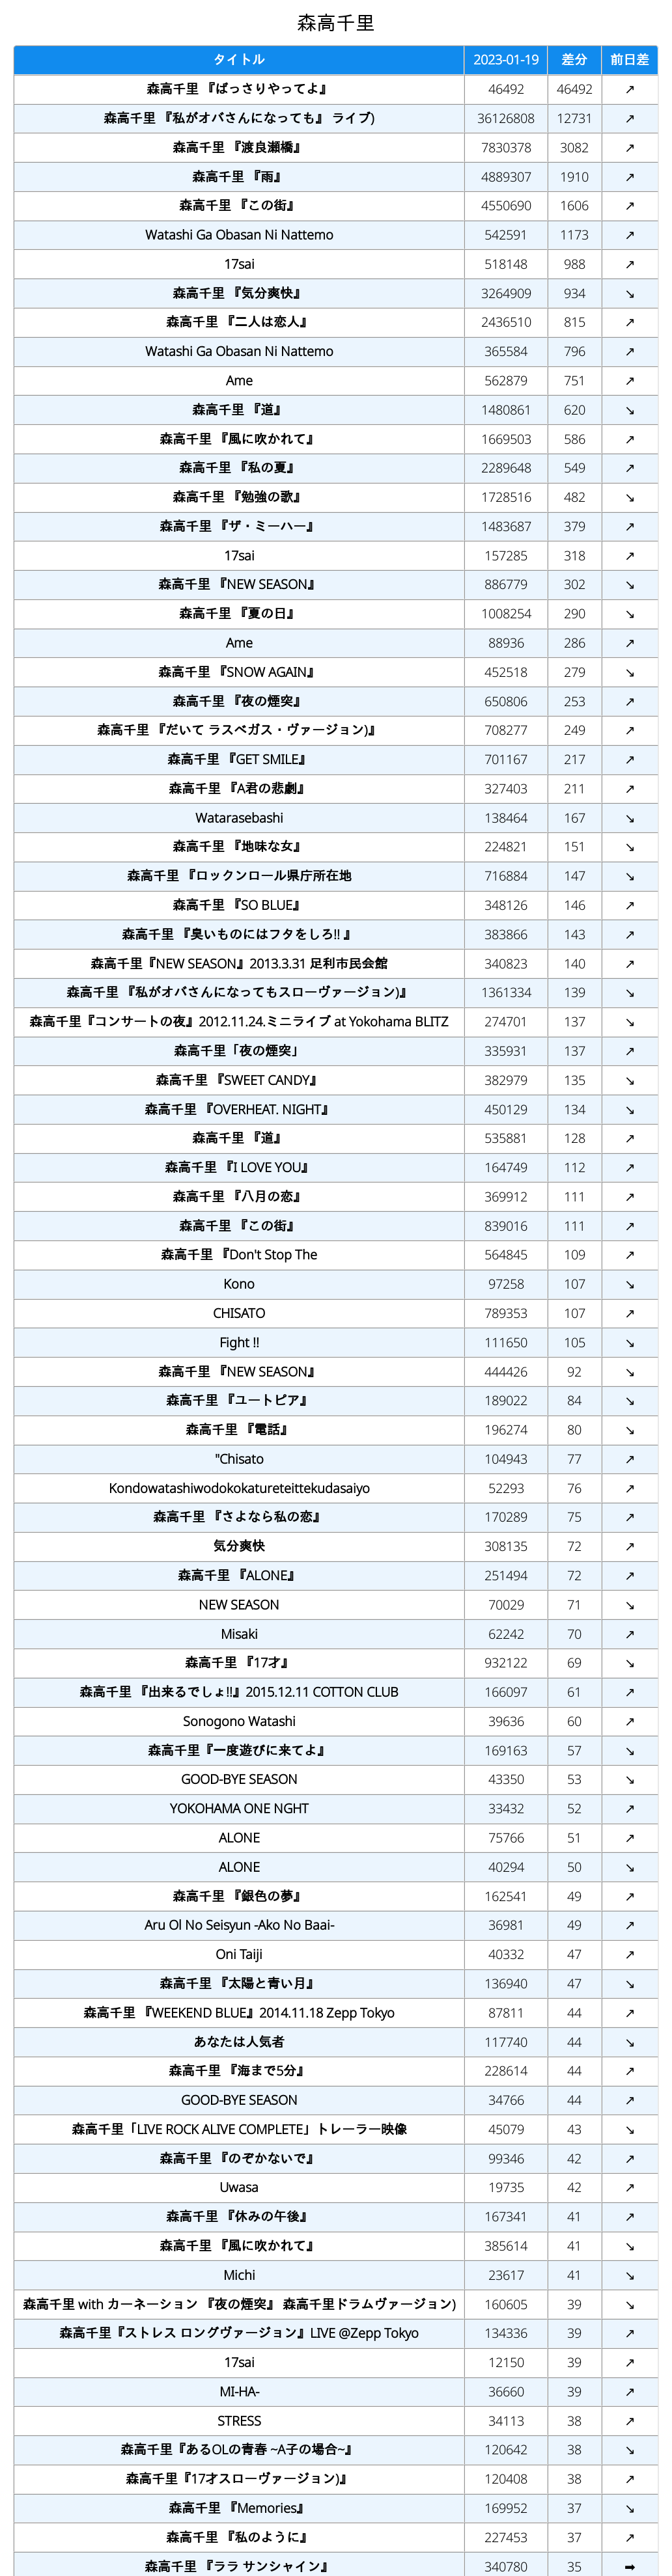 森高千里
タイトル 2023-01-19 差分 前日差
森高千里 『ばっさりやってよ』 46492 46492 ↗
森高千里 『私がオバさんになっても』 ライブ) 36126808 12731 ↗
森高千里 『渡良瀬橋』 7830378 3082 ↗
森高千里 『雨』 4889307 1910 ↗
森高千里 『この街』 4550690 1606 ↗
Watashi Ga Obasan Ni Nattemo 542591 1173 ↗
17sai 518148 988 ↗
森高千里 『気分爽快』 3264909 934 ↘
森高千里 『二人は恋人』 2436510 815 ↗
Watashi Ga Obasan Ni Nattemo 365584 796 ↗
Ame 562879 751 ↗
森高千里 『道』 1480861 620 ↘
森高千里 『風に吹かれて』 1669503 586 ↗
森高千里 『私の夏』 2289648 549 ↗
森高千里 『勉強の歌』 1728516 482 ↘
森高千里 『ザ・ミーハー』 1483687 379 ↗
17sai 157285 318 ↗
森高千里 『NEW SEASON』 886779 302 ↘
森高千里 『夏の日』 1008254 290 ↘
Ame 88936 286 ↗
森高千里 『SNOW AGAIN』 452518 279 ↘
森高千里 『夜の煙突』 650806 253 ↗
森高千里 『だいて ラスベガス・ヴァージョン)』 708277 249 ↗
森高千里 『GET SMILE』 701167 217 ↗
森高千里 『A君の悲劇』 327403 211 ↗
Watarasebashi 138464 167 ↘
森高千里 『地味な女』 224821 151 ↘
森高千里 『ロックンロール県庁所在地 716884 147 ↘
森高千里 『SO BLUE』 348126 146 ↗
森高千里 『臭いものにはフタをしろ!! 』 383866 143 ↗
森高千里『NEW SEASON』2013.3.31 足利市民会館 340823 140 ↗
森高千里 『私がオバさんになってもスローヴァージョン)』 1361334 139 ↘
森高千里『コンサートの夜』2012.11.24.ミニライブ at Yokohama BLITZ 274701 137 ↘
森高千里「夜の煙突」 335931 137 ↗
森高千里 『SWEET CANDY』 382979 135 ↘
森高千里 『OVERHEAT. NIGHT』 450129 134 ↘
森高千里 『道』 535881 128 ↗
森高千里 『I LOVE YOU』 164749 112 ↗
森高千里 『八月の恋』 369912 111 ↗
森高千里 『この街』 839016 111 ↗
森高千里 『Don't Stop The 564845 109 ↗
Kono 97258 107 ↘
CHISATO 789353 107 ↗
Fight !! 111650 105 ↘
森高千里 『NEW SEASON』 444426 92 ↘
森高千里 『ユートピア』 189022 84 ↘
森高千里 『電話』 196274 80 ↘
"Chisato 104943 77 ↗
Kondowatashiwodokokatureteittekudasaiyo 52293 76 ↗
森高千里 『さよなら私の恋』 170289 75 ↗
気分爽快 308135 72 ↗
森高千里 『ALONE』 251494 72 ↗
NEW SEASON 70029 71 ↘
Misaki 62242 70 ↗
森高千里 『17才』 932122 69 ↘
森高千里 『出来るでしょ!!』2015.12.11 COTTON CLUB 166097 61 ↗
Sonogono Watashi 39636 60 ↗
森高千里『一度遊びに来てよ』 169163 57 ↘
GOOD-BYE SEASON 43350 53 ↘
YOKOHAMA ONE NGHT 33432 52 ↗
ALONE 75766 51 ↗
ALONE 40294 50 ↘
森高千里 『銀色の夢』 162541 49 ↗
Aru Ol No Seisyun -Ako No Baai- 36981 49 ↗
Oni Taiji 40332 47 ↗
森高千里 『太陽と青い月』 136940 47 ↘
森高千里 『WEEKEND BLUE』2014.11.18 Zepp Tokyo 87811 44 ↗
あなたは人気者 117740 44 ↘
森高千里 『海まで5分』 228614 44 ↗
GOOD-BYE SEASON 34766 44 ↗
森高千里「LIVE ROCK ALIVE COMPLETE」トレーラー映像 45079 43 ↘
森高千里 『のぞかないで』 99346 42 ↗
Uwasa 19735 42 ↗
森高千里 『休みの午後』 167341 41 ↗
森高千里 『風に吹かれて』 385614 41 ↘
Michi 23617 41 ↘
森高千里 with カーネーション 『夜の煙突』 森高千里ドラムヴァージョン) 160605 39 ↘
森高千里『ストレス ロングヴァージョン』LIVE @Zepp Tokyo 134336 39 ↗
17sai 12150 39 ↗
MI-HA- 36660 39 ↗
STRESS 34113 38 ↗
森高千里『あるOLの青春 ~A子の場合~』 120642 38 ↘
森高千里『17才スローヴァージョン)』 120408 38 ↗
森高千里 『Memories』 169952 37 ↘
森高千里 『私のように』 227453 37 ↗
森高千里 『ララ サンシャイン』 340780 35 ➡